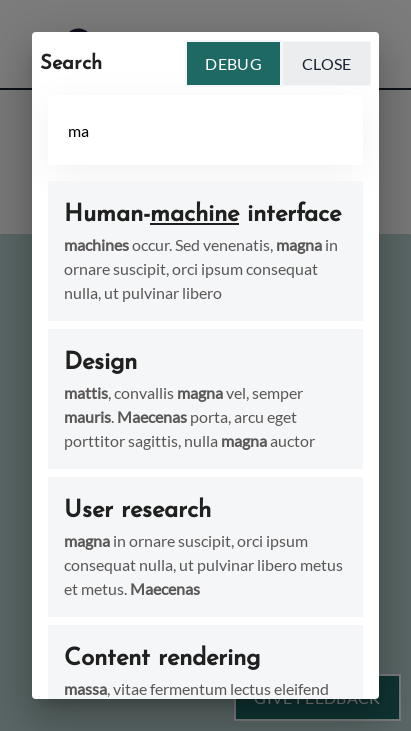 Search
DEBUG
CLOSE
ma
Human-machine interface
machines occur. Sed venenatis, magna in
ornare suscipit, orci ipsum consequat
nulla, ut pulvinar libero
Design
mattis, convallis magna vel, semper
mauris. Maecenas porta, arcu eget
porttitor sagittis, nulla magna auctor
User research
magna in ornare suscipit, orci ipsum
consequat nulla, ut pulvinar libero metus
et metus. Maecenas
Content rendering
massa, vitae fermentum lectus eleifend
GIVE FEEDBACK